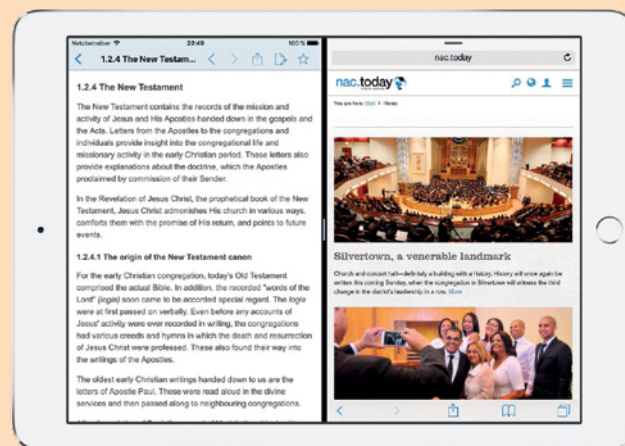 Netzbetreiber 22:49 100 %
1.2.4 The New Testam...
1.2.4 The New Testament
The New Testament contains the records of the mission and
activity of Jesus and His Apostles handed down in the gospels and
the Acts. Letters from the Apostles to the congregations and
individuals provide insight into the congregational life and
missionary activity in the early Christian period. These letters also
provide explanations about the doctrine, which the Apostles
proclaimed by commission of their Sender.
In the Revelation of Jesus Christ, the prophetical book of the New
Testament, Jesus Christ admonishes His church in various ways,
comforts them with the promise of His return, and points to future
events.
1.2.4.1 The origin of the New Testament canon
For the early Christian congregation, today's Old Testament
comprised the actual Bible. In addition, the recorded "words of the
Lord" (logia) soon came to be accorded special regard. The logia
were at first passed on verbally. Even before any accounts of
Jesus' activity were ever recorded in writing, the congregations
had various creeds and hymns in which the death and resurrection
of Jesus Christ were professed. These also found their way into
the writings of the Apostles.
The oldest early Christian writings handed down to us are the
letters of Apostle Paul. These were read aloud in the divine
services and then passed along to neighbouring congregations.
nac.today
nac.today
You are here: Start > Home
Silvertown, a venerable landmark
Church and concert hall—definitely a building with a history. History will once again be
written this coming Sunday, when the congregation in Silvertown will witness the third
change in the district's leadership in a row. More